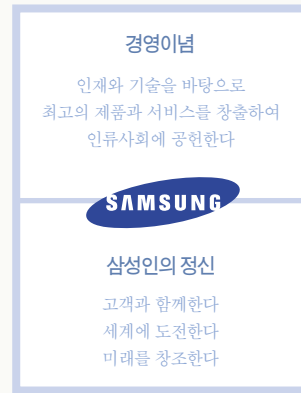 경영이념
인재와 기술을 바탕으로
최고의 제품과 서비스를 창출하여
인류사회에 공헌한다
SAMSUNG
삼성인의 정신
고객과 함께한다
세계에 도전한다
미래를 창조한다